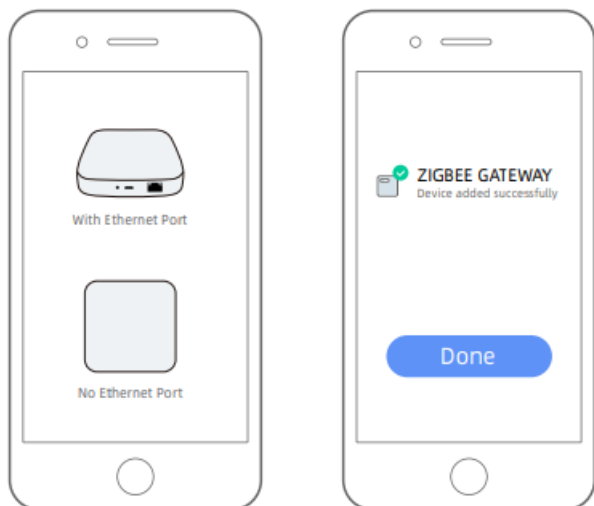 With Ethernet Port
No Ethernet Port
ZIGBEE GATEWAY
Device added successfully
Done